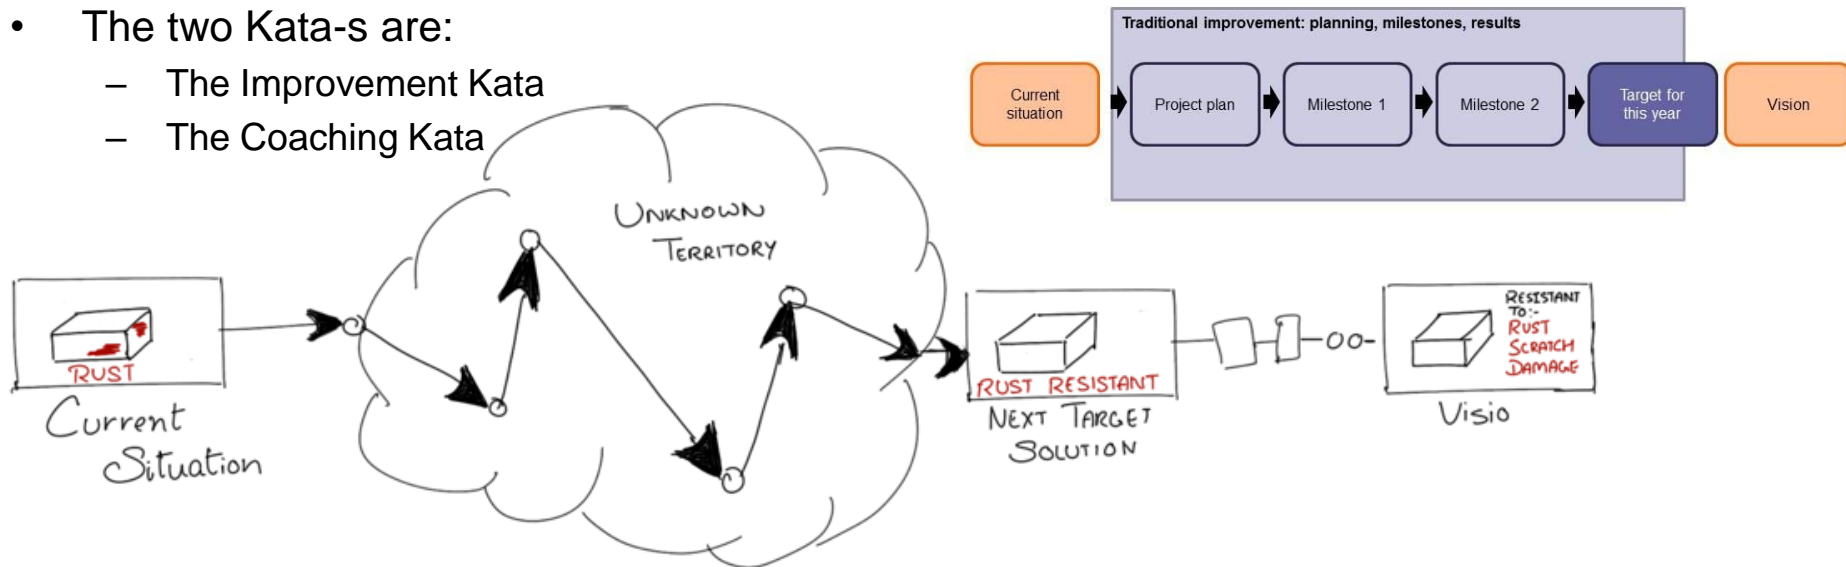 • The two Kata-s are:
– The Improvement Kata
– The Coaching Kata
Traditional improvement: planning, milestones, results
Current
situation
Project plan
Milestone 1
Milestone 2
Target for
this year
Vision
UNKNOWN
TERRITORY
RUST
Current
Situation
RUST RESISTANT
NEXT TARGET
SOLUTION
RESISTANT
TO:-
RUST
SCRATCH
DAMAGE
Visio